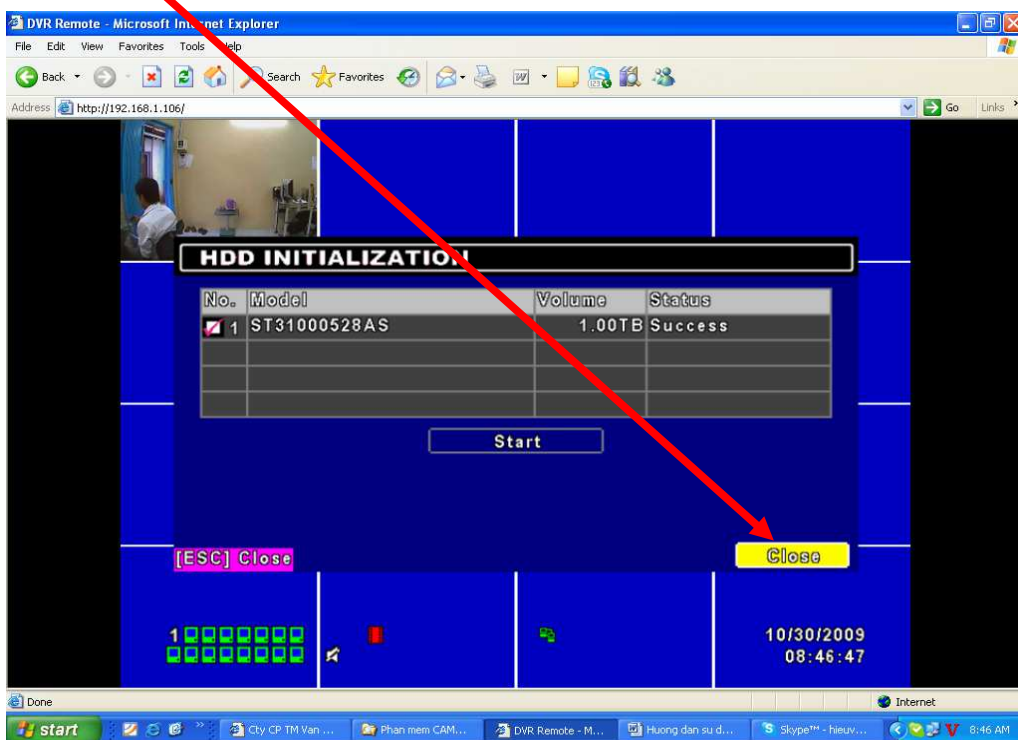 DVR Remote - Microsoft Internet Explorer
File Edit View Favorites Tools Help
Back Search Favorites
Address http://192.168.1.106/ Go Links
HDD INITIALIZATION
No. Model Volume Status
1 ST31000528AS 1.00TB Success
Start
[ESC] Close Close
1
10/30/2009
08:46:47
Done Internet
start Cty CP TM Van ... Phan mem CAM... DVR Remote - M... Huong dan su d... Skype™ - hieuv... V 8:46 AM